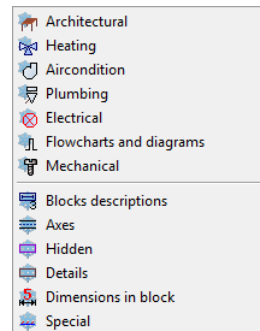 Architectural
Heating
Aircondition
Plumbing
Electrical
Flowcharts and diagrams
Mechanical
Blocks descriptions
Axes
Hidden
Details
Dimensions in block
Special